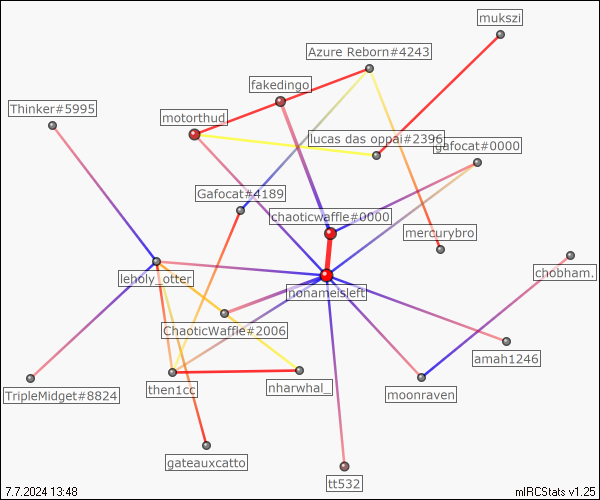 mukszi
Azure Reborn#4243
fakedingo
Thinker#5995
motorthud
lucas das oppai#2396
gafocat#0000
Gafocat#4189
chaoticwaffle#0000
mercurybro
chobham.
leholy_otter
nonameisleft
ChaoticWaffle#2006
amah1246
TripleMidget#8824
then1cc
nharwhal_
moonraven
gateauxcatto
tt532
7.7.2024 13:48
mIRCStats v1.25